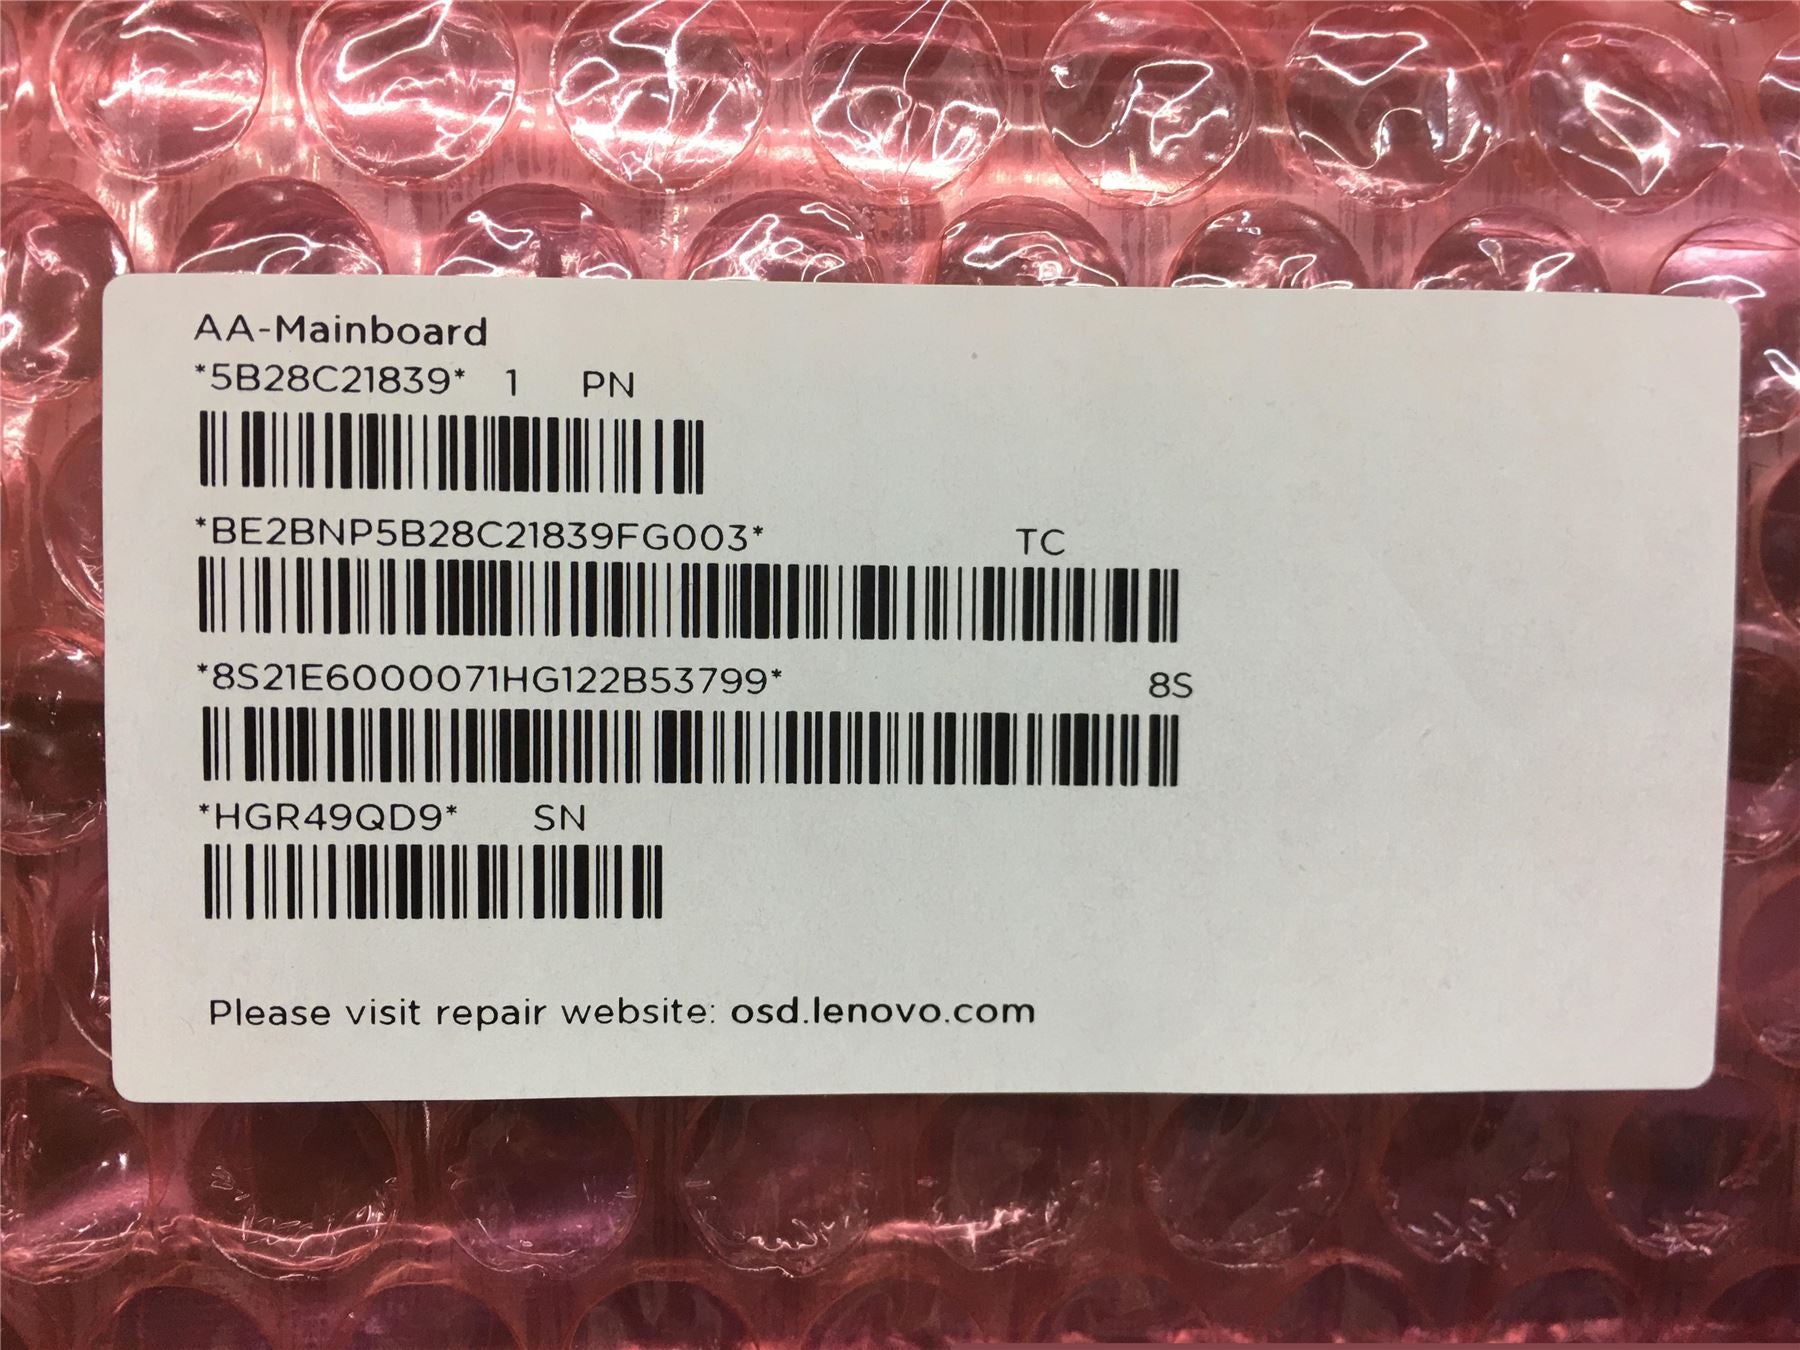 AA-Mainboard
*5B28C21839* 1 PN
*BE2BNP5B28C21839FG003* TC
*8S21E6000071HG122B53799* 8S
*HGR49QD9* SN
Please visit repair website: osd.lenovo.com